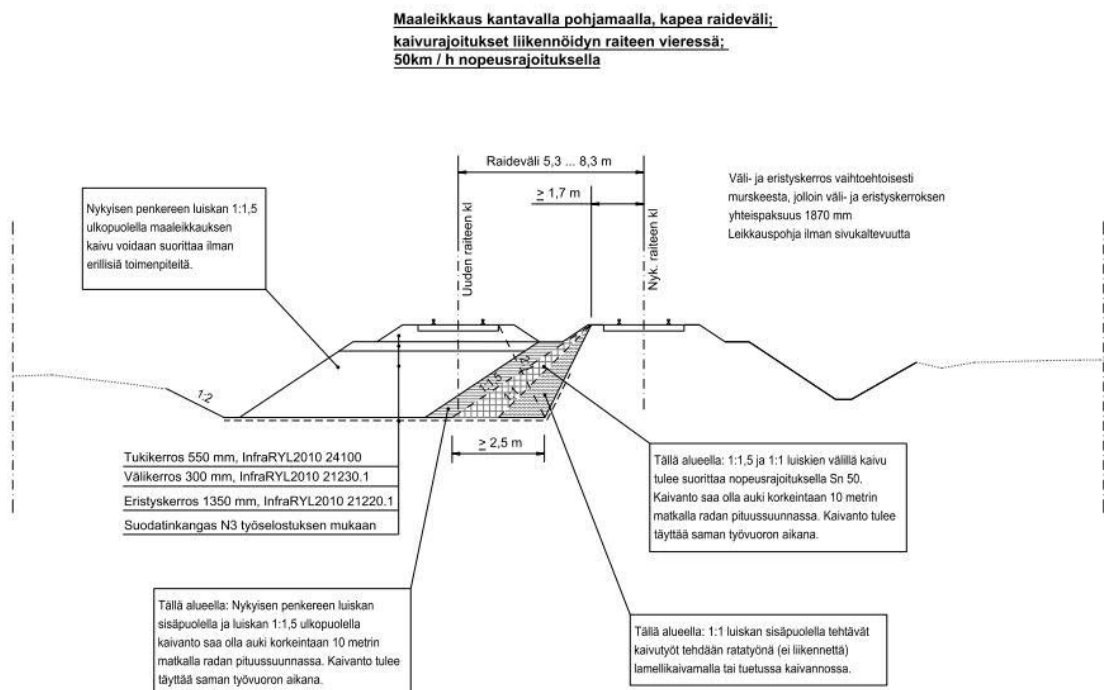 Maaleikkaus kantavalla pohjamaalla, kapea raideväli;
kaivurajoitukset liikennöidyn raiteen vieressä;
50km / h nopeusrajoituksella
Raideväli 5,3 ... 8,3 m
≥ 1,7 m
Uuden raiteen kl
Nyk. raiteen kl
Väli- ja eristyskerros vaihtoehtoisesti
murskeesta, jolloin väli- ja eristyskerroksen
yhteispaksuus 1870 mm
Leikkauspohja ilman sivukaltevuutta
Nykyisen penkereen luiskan 1:1,5
ulkopuolella maaleikkauksen
kaivu voidaan suorittaa ilman
erillisiä toimenpiteitä.
1:2
1:1,5
1:1
≥ 2,5 m
Tukikerros 550 mm, InfraRYL2010 24100
Välikerros 300 mm, InfraRYL2010 21230.1
Eristyskerros 1350 mm, InfraRYL2010 21220.1
Suodatinkangas N3 työselostuksen mukaan
Tällä alueella: 1:1,5 ja 1:1 luiskien välillä kaivu
tulee suorittaa nopeusrajoituksella Sn 50.
Kaivanto saa olla auki korkeintaan 10 metrin
matkalla radan pituussuunnassa. Kaivanto tulee
täyttää saman työvuoron aikana.
Tällä alueella: Nykyisen penkereen luiskan
sisäpuolella ja luiskan 1:1,5 ulkopuolella
kaivanto saa olla auki korkeintaan 10 metrin
matkalla radan pituussuunnassa. Kaivanto tulee
täyttää saman työvuoron aikana.
Tällä alueella: 1:1 luiskan sisäpuolella tehtävät
kaivutyöt tehdään ratatyönä (ei liikennettä)
lamellikaivamalla tai tuetussa kaivannossa.